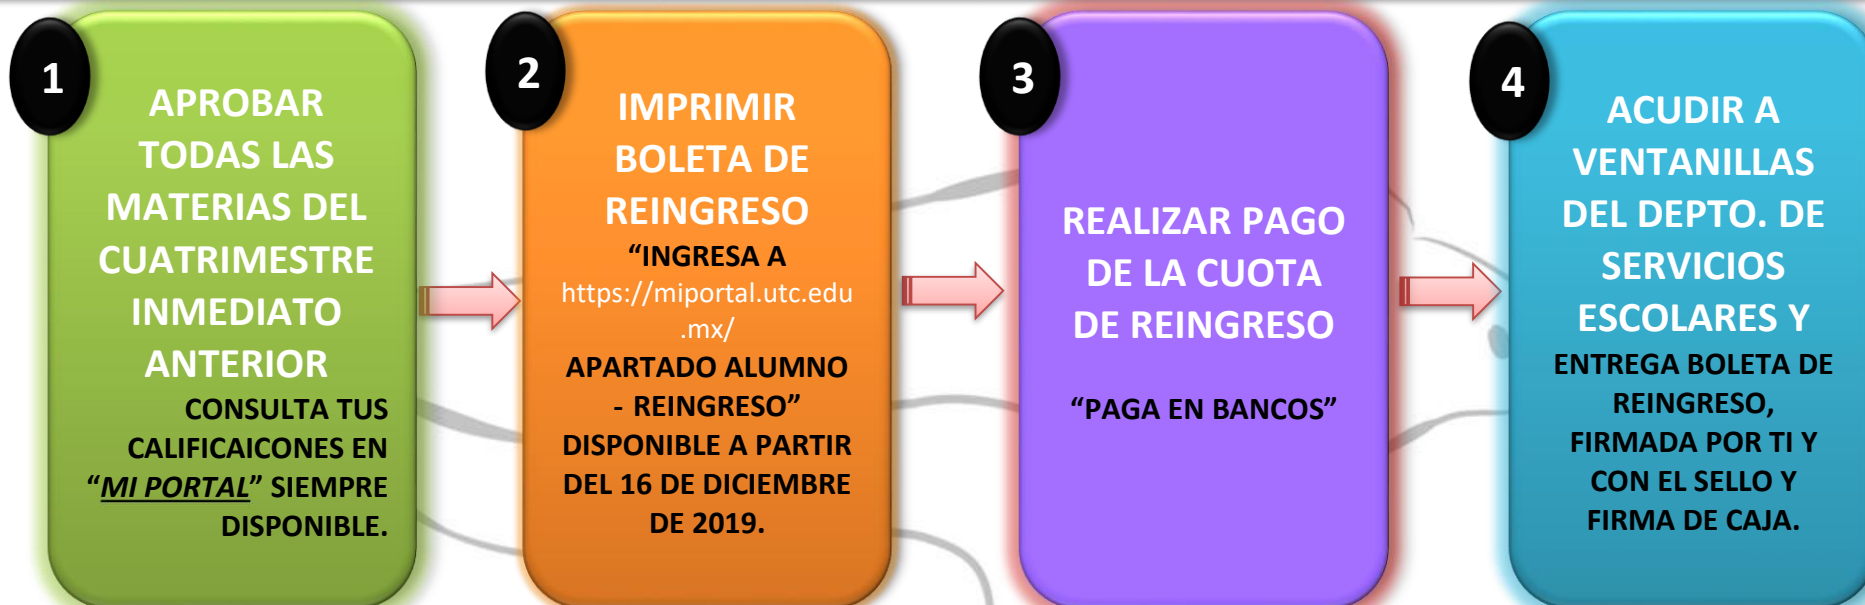 1
APROBAR
TODAS LAS
MATERIAS DEL
CUATRIMESTRE
INMEDIATO
ANTERIOR
CONSULTA TUS
CALIFICAICONES EN
“MI PORTAL” SIEMPRE
DISPONIBLE.
2
IMPRIMIR
BOLETA DE
REINGRESO
“INGRESA A
https://miportal.utc.edu
.mx/
APARTADO ALUMNO
- REINGRESO”
DISPONIBLE A PARTIR
DEL 16 DE DICIEMBRE
DE 2019.
3
REALIZAR PAGO
DE LA CUOTA
DE REINGRESO
“PAGA EN BANCOS”
4
ACUDIR A
VENTANILLAS
DEL DEPTO. DE
SERVICIOS
ESCOLARES Y
ENTREGA BOLETA DE
REINGRESO,
FIRMADA POR TI Y
CON EL SELLO Y
FIRMA DE CAJA.